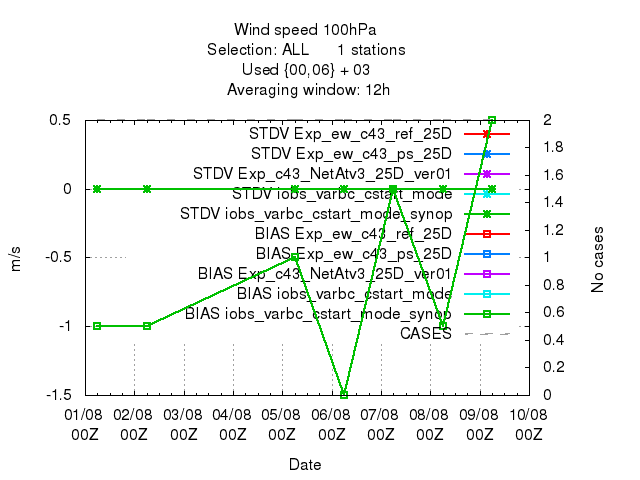 Wind speed 100hPa
Selection: ALL 1 stations
Used {00,06} + 03
Averaging window: 12h
0.5
0
-0.5
-1
-1.5
m/s
STDV Exp_ew_c43_ref_25D
STDV Exp_ew_c43_ps_25D
STDV Exp_c43_NetAtv3_25D_ver01
STDV iobs_varbc_cstart_mode
STDV iobs_varbc_cstart_mode_synop
BIAS Exp_ew_c43_ref_25D
BIAS Exp_ew_c43_ps_25D
BIAS Exp_c43_NetAtv3_25D_ver01
BIAS iobs_varbc_cstart_mode
BIAS iobs_varbc_cstart_mode_synop
CASES
2
1.8
1.6
1.4
1.2
1
0.8
0.6
0.4
0.2
0
No cases
01/08 02/08 03/08 04/08 05/08 06/08 07/08 08/08 09/08 10/08
00Z 00Z 00Z 00Z 00Z 00Z 00Z 00Z 00Z 00Z
Date